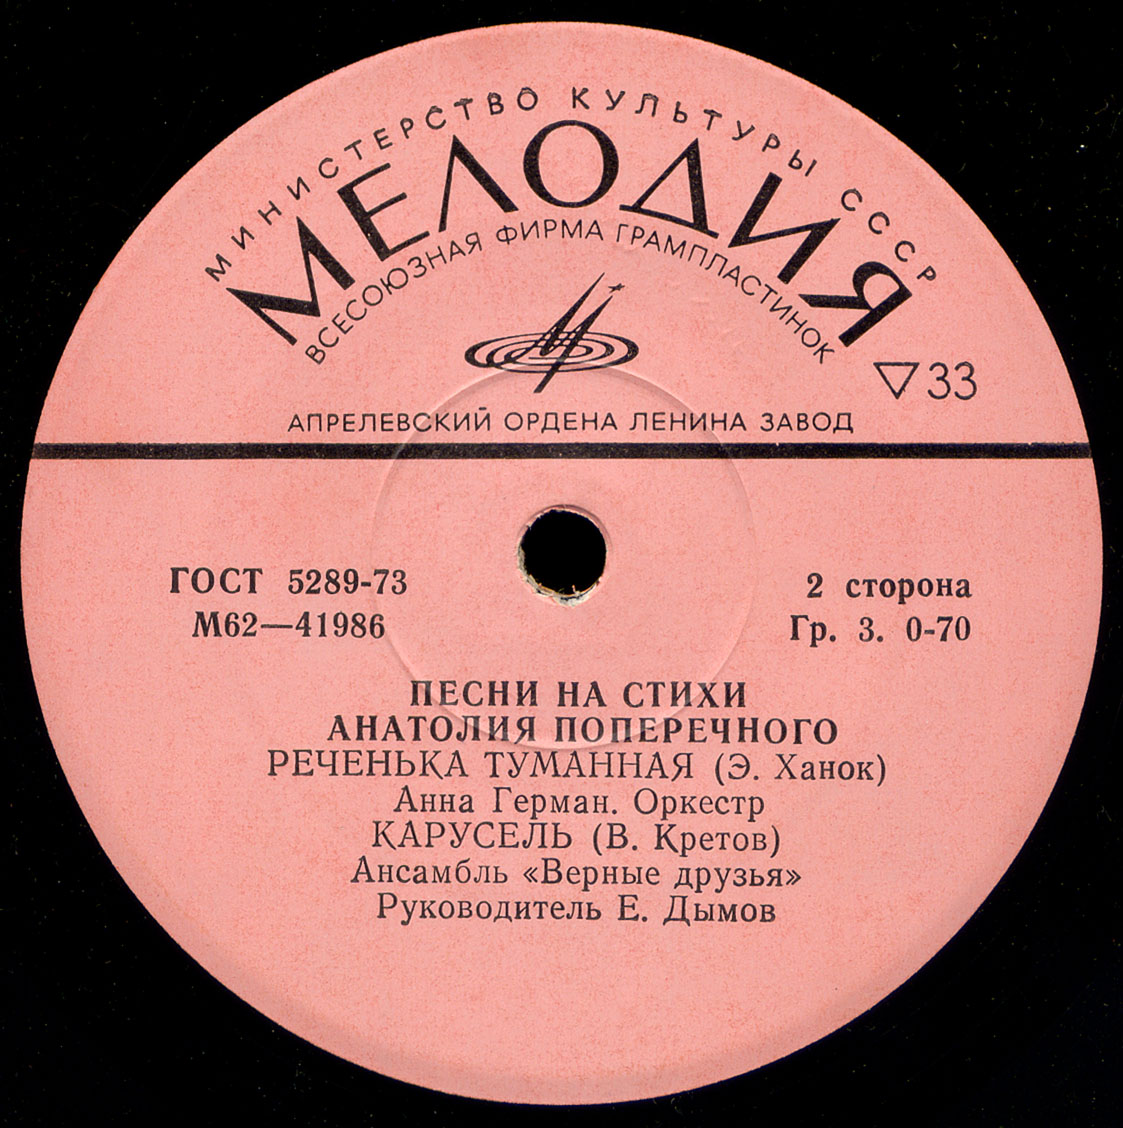 МИНИСТЕРСТВО КУЛЬТУРЫ СССР
МЕЛОДИЯ
ВСЕСОЮЗНАЯ ФИРМА ГРАМПЛАСТИНОК
▽33
АПРЕЛЕВСКИЙ ОРДЕНА ЛЕНИНА ЗАВОД
ГОСТ 5289-73
М62—41986
2 сторона
Гр. 3. 0-70
ПЕСНИ НА СТИХИ
АНАТОЛИЯ ПОПЕРЕЧНОГО
РЕЧЕНЬКА ТУМАННАЯ (Э. Ханок)
Анна Герман. Оркестр
КАРУСЕЛЬ (В. Кретов)
Ансамбль «Верные друзья»
Руководитель Е. Дымов